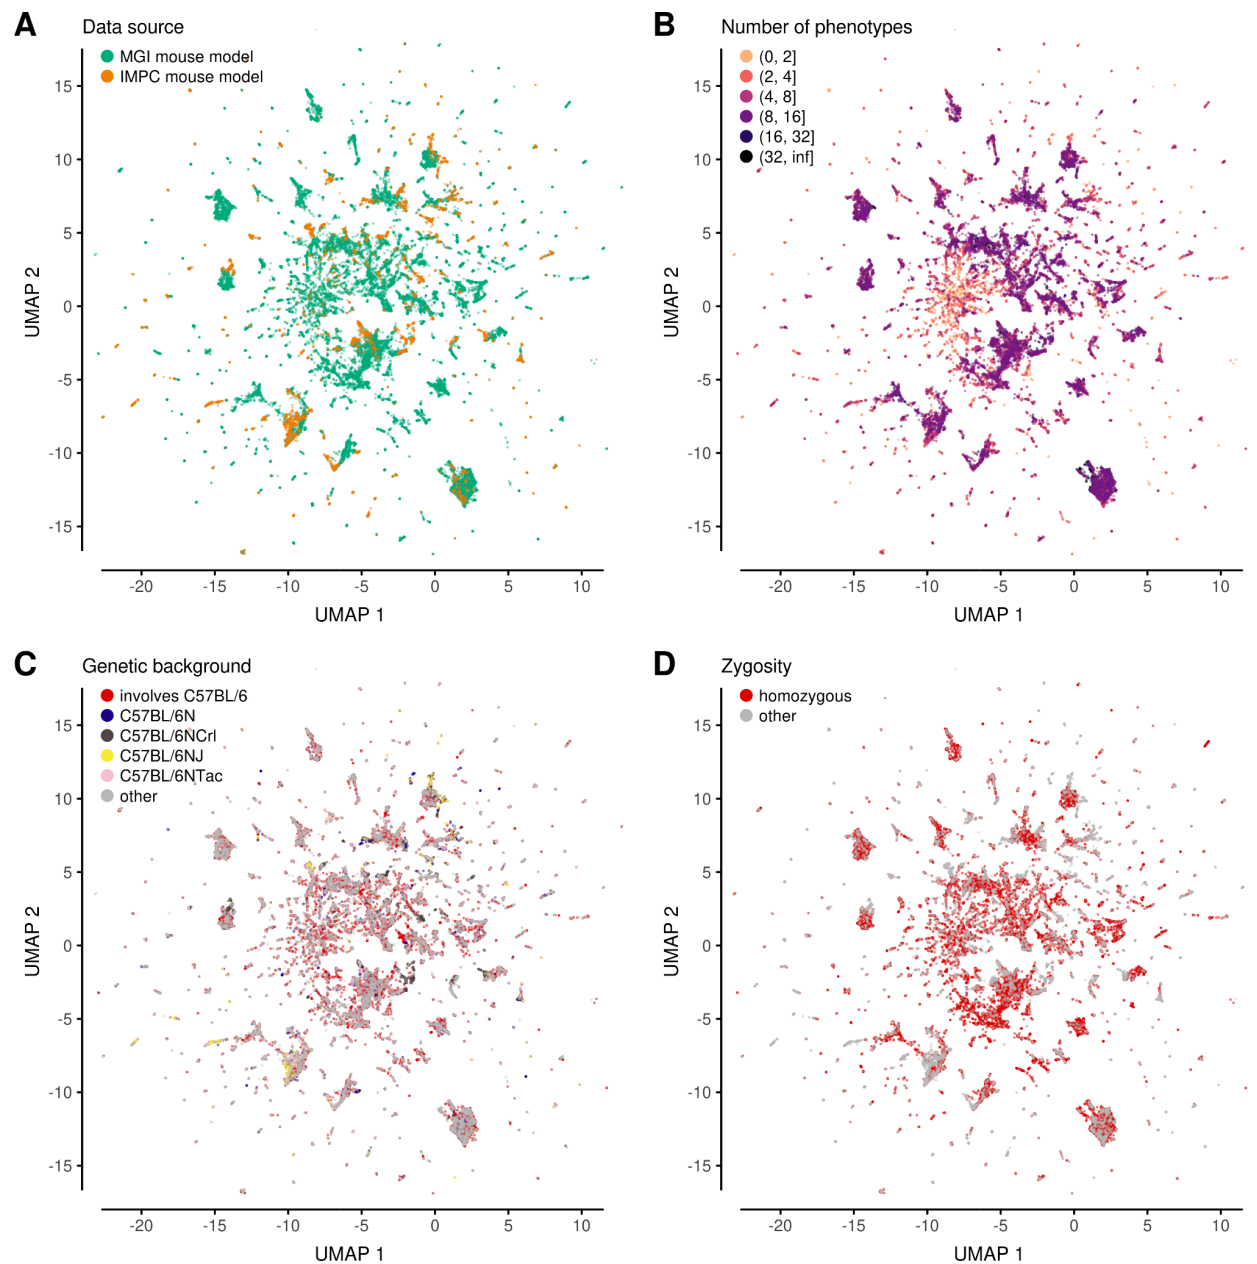 A
Data source
MGI mouse model
IMPC mouse model
15
10
5
0
-5
-10
-15
UMAP 2
-20
-15
-10
-5
0
5
10
UMAP 1
B
Number of phenotypes
(0, 2]
(2, 4]
(4, 8]
(8, 16]
(16, 32]
(32, inf]
15
10
5
0
-5
-10
-15
UMAP 2
-20
-15
-10
-5
0
5
10
UMAP 1
C
Genetic background
involves C57BL/6
C57BL/6N
C57BL/6NCrl
C57BL/6NJ
C57BL/6NTac
other
15
10
5
0
-5
-10
-15
UMAP 2
-20
-15
-10
-5
0
5
10
UMAP 1
D
Zygosity
homozygous
other
15
10
5
0
-5
-10
-15
UMAP 2
-20
-15
-10
-5
0
5
10
UMAP 1